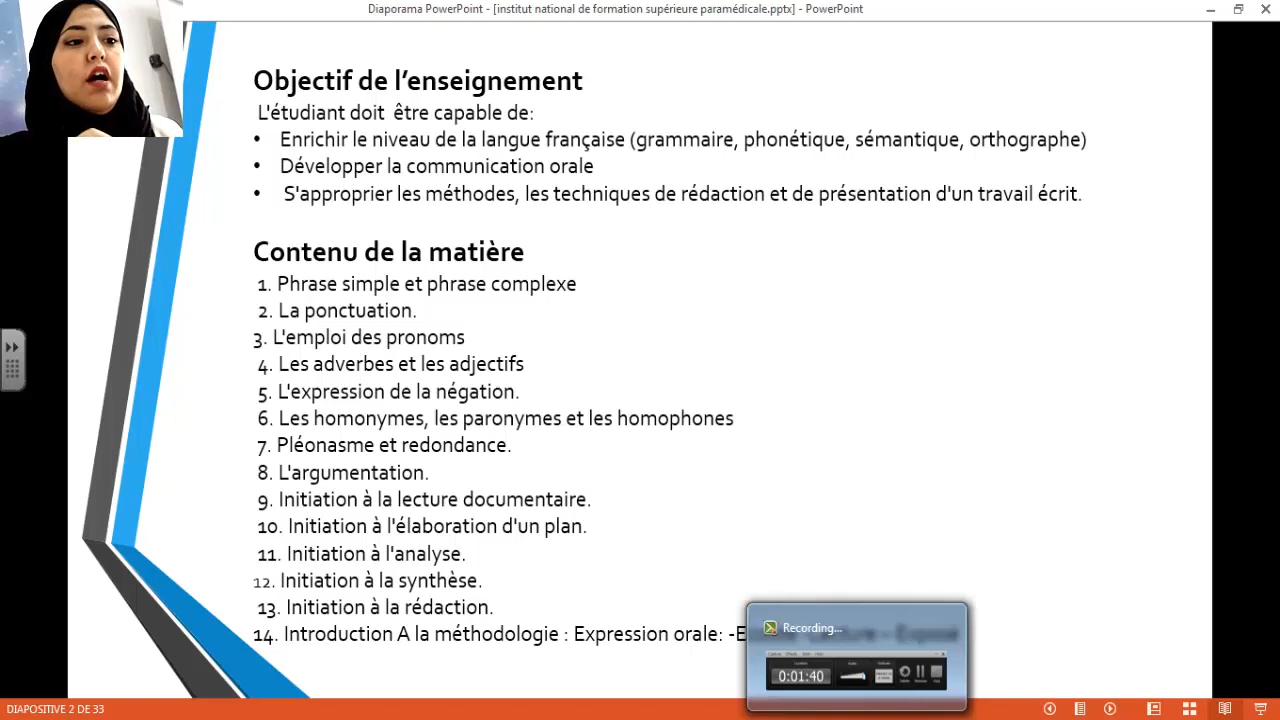 Diaporama PowerPoint - [institut national de formation supérieure paramédicale.pptx] - PowerPoint
Objectif de l’enseignement
L'étudiant doit être capable de:
• Enrichir le niveau de la langue française (grammaire, phonétique, sémantique, orthographe)
• Développer la communication orale
• S'approprier les méthodes, les techniques de rédaction et de présentation d'un travail écrit.
Contenu de la matière
1. Phrase simple et phrase complexe
2. La ponctuation.
3. L'emploi des pronoms
4. Les adverbes et les adjectifs
5. L'expression de la négation.
6. Les homonymes, les paronymes et les homophones
7. Pléonasme et redondance.
8. L'argumentation.
9. Initiation à la lecture documentaire.
10. Initiation à l'élaboration d'un plan.
11. Initiation à l'analyse.
12. Initiation à la synthèse.
13. Initiation à la rédaction.
14. Introduction A la méthodologie : Expression orale: -
Recording...
0:01:40
DIAPOSITIVE 2 DE 33